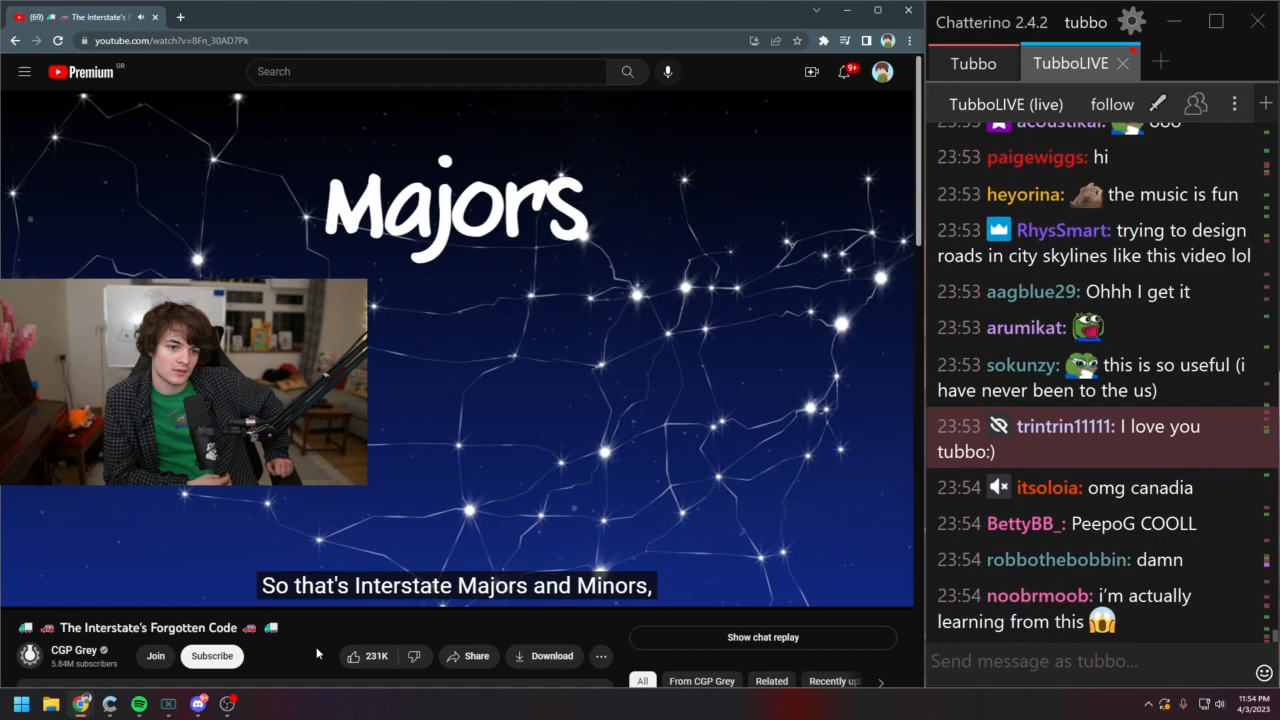 (69) 🚛 🚗 The Interstate's F
youtube.com/watch?v=8Fn_30AD7Pk
Premium GB
Search
9+
Majors
So that's Interstate Majors and Minors,
🚛 🚗 The Interstate's Forgotten Code 🚗 🚛
CGP Grey
5.84M subscribers
Join
Subscribe
231K
Share
Download
Show chat replay
All
From CGP Grey
Related
Recently upl
Chatterino 2.4.2
tubbo
Tubbo
TubboLIVE
TubboLIVE (live)
follow
23:53 acoustikal: ooo
23:53 paigewiggs: hi
23:53 heyorina: the music is fun
23:53 RhysSmart: trying to design
roads in city skylines like this video lol
23:53 aagblue29: Ohhh I get it
23:53 arumikat:
23:53 sokunzy: this is so useful (i
have never been to the us)
23:53 trintrin11111: I love you
tubbo:)
23:54 itsoloia: omg canadia
23:54 BettyBB_: PeepoG COOLL
23:54 robbothebobbin: damn
23:54 noobrmoob: i'm actually
learning from this 😱
Send message as tubbo...
11:54 PM
4/3/2023